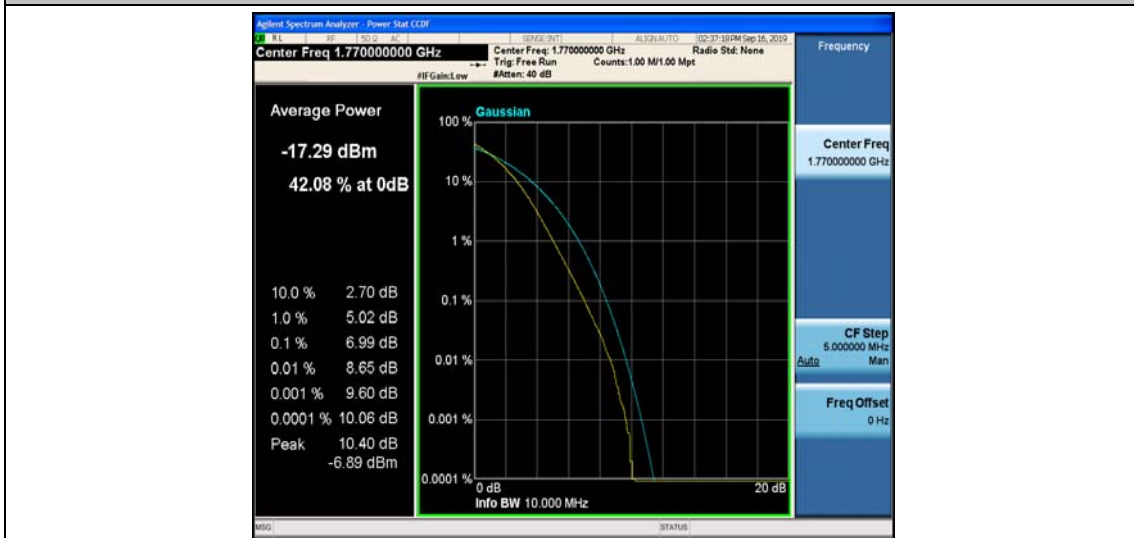 Agilent Spectrum Analyzer - Power Stat CCDF
RL RF 50 Ω AC SENSE:INT ALIGN AUTO 02:37:18 PM Sep 16, 2019
Center Freq 1.770000000 GHz
Center Freq: 1.770000000 GHz Radio Std: None
Trig: Free Run Counts:1.00 M/1.00 Mpt
#IFGain:Low #Atten: 40 dB
Frequency
Average Power
-17.29 dBm
42.08 % at 0dB
10.0 % 2.70 dB
1.0 % 5.02 dB
0.1 % 6.99 dB
0.01 % 8.65 dB
0.001 % 9.60 dB
0.0001 % 10.06 dB
Peak 10.40 dB
-6.89 dBm
Gaussian
100 %
10 %
1 %
0.1 %
0.01 %
0.001 %
0.0001 %
0 dB 20 dB
Info BW 10.000 MHz
Center Freq
1.770000000 GHz
CF Step
5.000000 MHz
Auto Man
Freq Offset
0 Hz
MSG STATUS